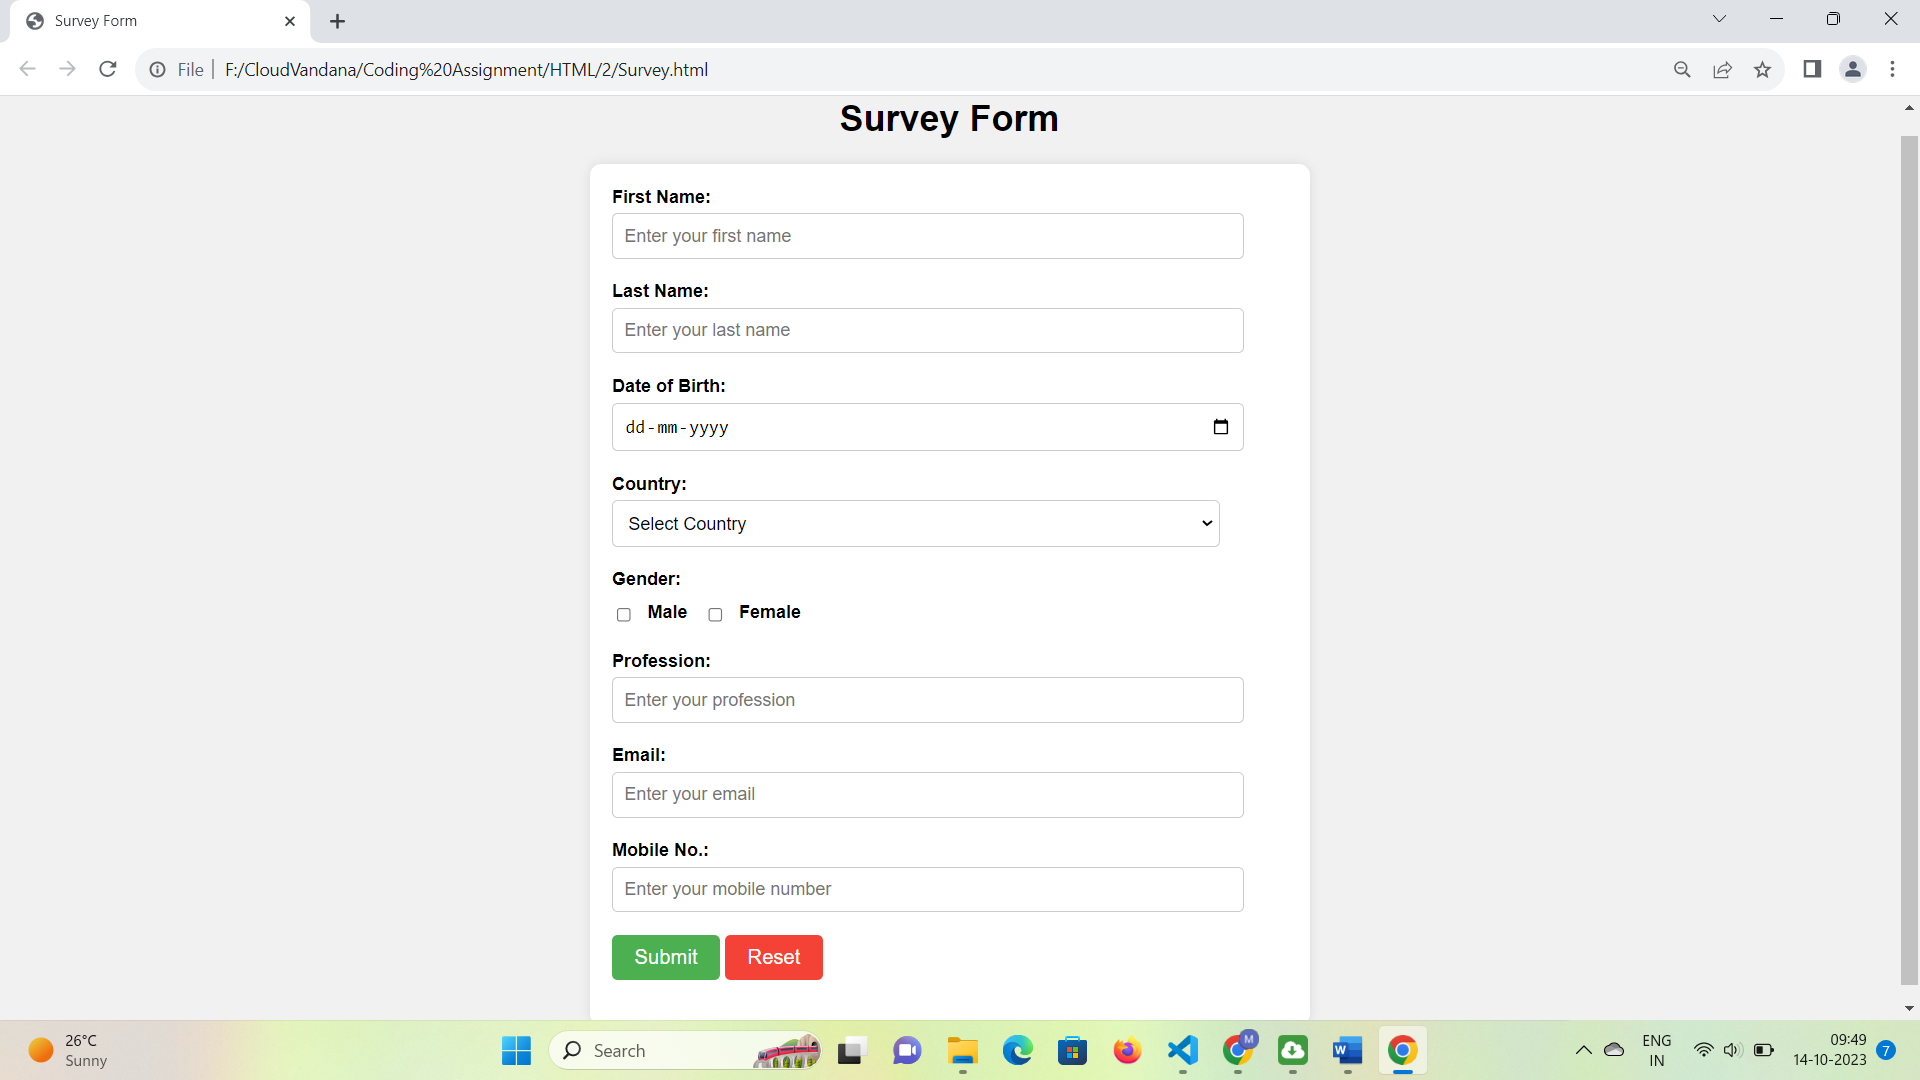 Survey Form
File
F:/CloudVandana/Coding%20Assignment/HTML/2/Survey.html
Survey Form
First Name:
Enter your first name
Last Name:
Enter your last name
Date of Birth:
dd-mm-yyyy
Country:
Select Country
Gender:
Male Female
Profession:
Enter your profession
Email:
Enter your email
Mobile No.:
Enter your mobile number
Submit Reset
26°C
Sunny
Search
M
W
ENG
IN
09:49
14-10-2023
7